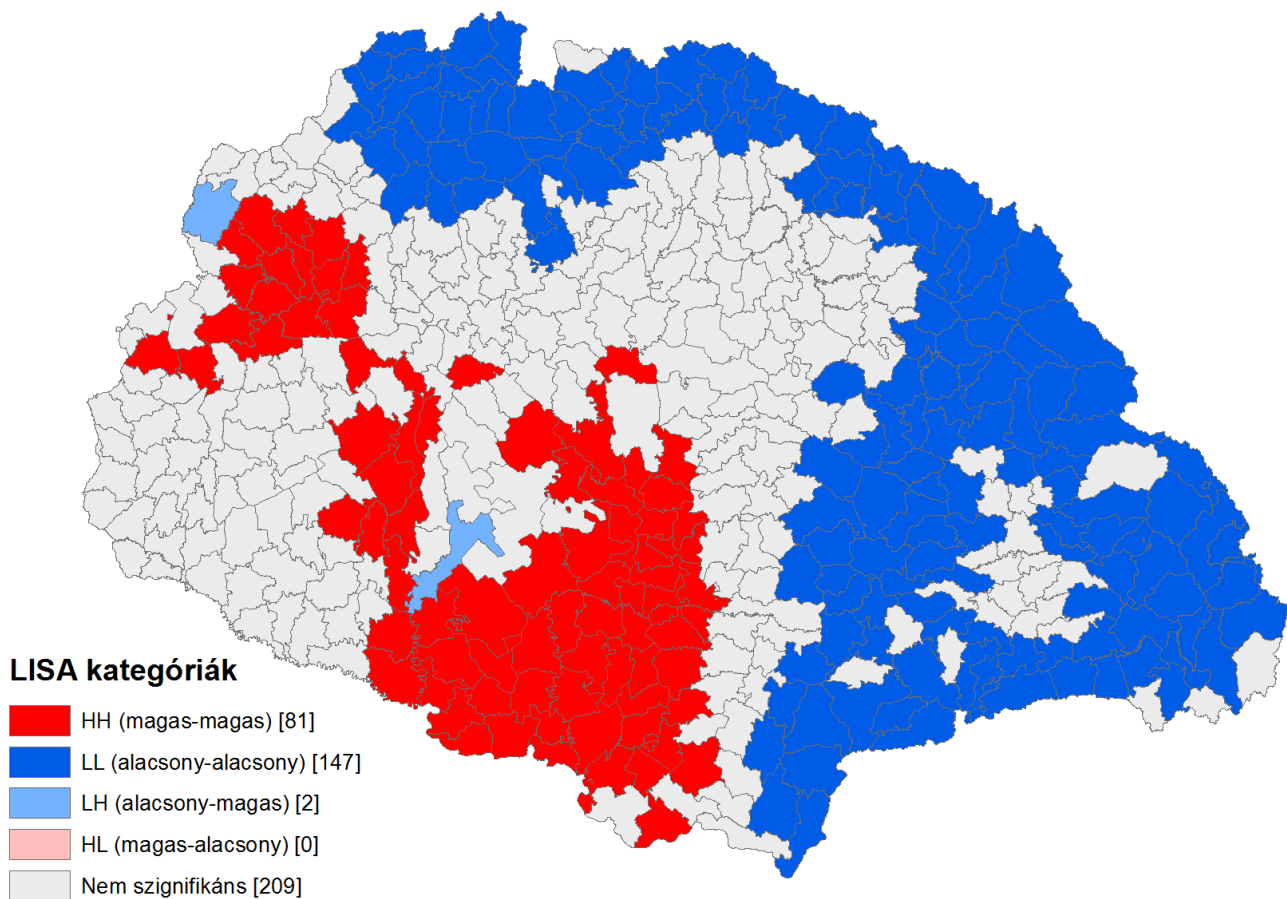 LISA kategóriák
HH (magas-magas) [81]
LL (alacsony-alacsony) [147]
LH (alacsony-magas) [2]
HL (magas-alacsony) [0]
Nem szignifikáns [209]